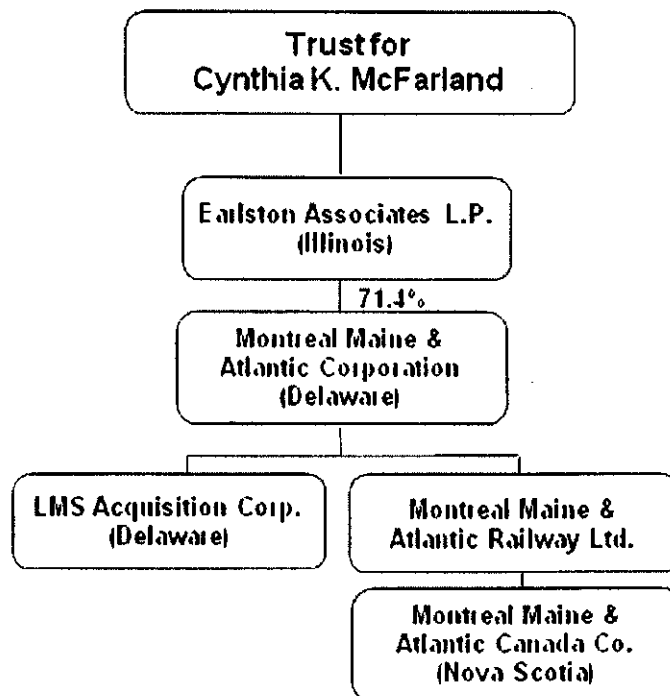 Trust for
Cynthia K. McFarland
Earlston Associates L.P.
(Illinois)
71.4%
Montreal Maine &
Atlantic Corporation
(Delaware)
LMS Acquisition Corp.
(Delaware)
Montreal Maine &
Atlantic Railway Ltd.
Montreal Maine &
Atlantic Canada Co.
(Nova Scotia)